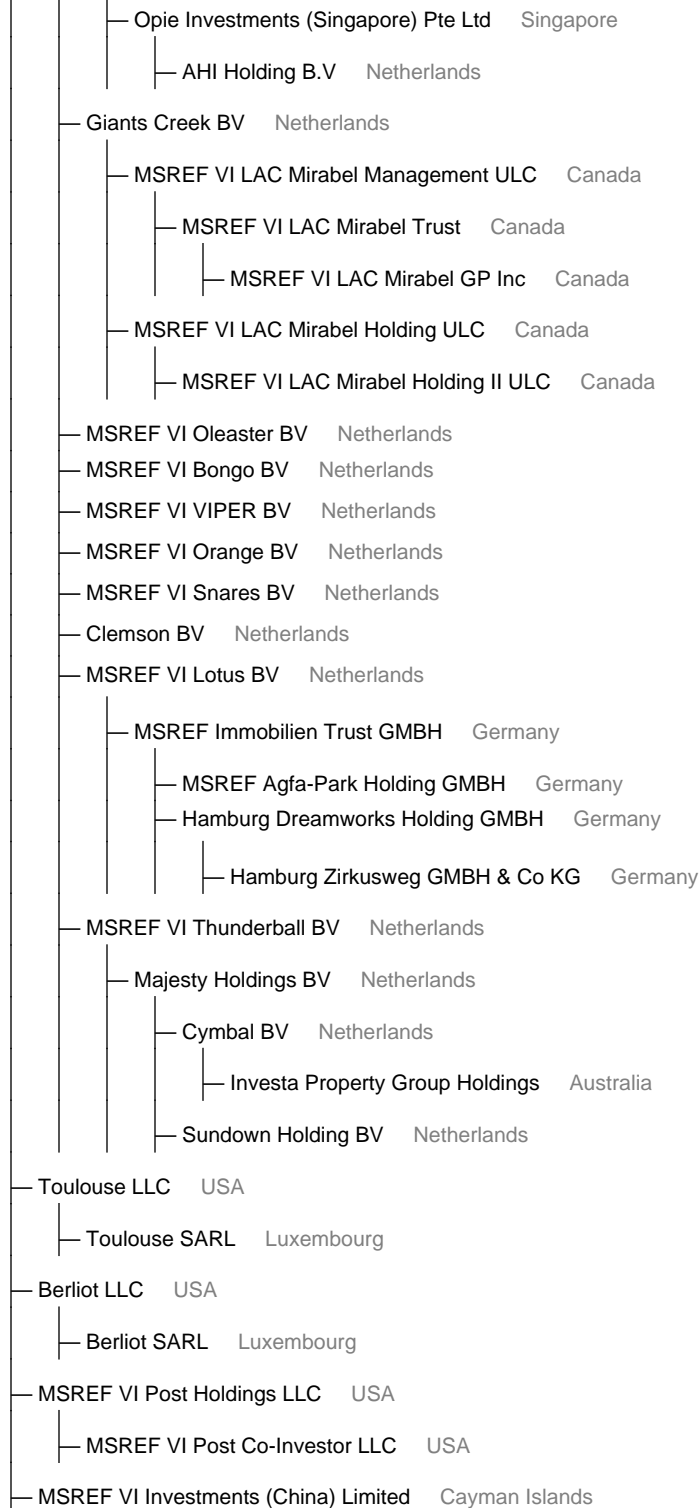 Opie Investments (Singapore) Pte Ltd Singapore
AHI Holding B.V Netherlands
Giants Creek BV Netherlands
MSREF VI LAC Mirabel Management ULC Canada
MSREF VI LAC Mirabel Trust Canada
MSREF VI LAC Mirabel GP Inc Canada
MSREF VI LAC Mirabel Holding ULC Canada
MSREF VI LAC Mirabel Holding II ULC Canada
MSREF VI Oleaster BV Netherlands
MSREF VI Bongo BV Netherlands
MSREF VI VIPER BV Netherlands
MSREF VI Orange BV Netherlands
MSREF VI Snares BV Netherlands
Clemson BV Netherlands
MSREF VI Lotus BV Netherlands
MSREF Immobilien Trust GMBH Germany
MSREF Agfa-Park Holding GMBH Germany
Hamburg Dreamworks Holding GMBH Germany
Hamburg Zirkusweg GMBH & Co KG Germany
MSREF VI Thunderball BV Netherlands
Majesty Holdings BV Netherlands
Cymbal BV Netherlands
Investa Property Group Holdings Australia
Sundown Holding BV Netherlands
Toulouse LLC USA
Toulouse SARL Luxembourg
Berliot LLC USA
Berliot SARL Luxembourg
MSREF VI Post Holdings LLC USA
MSREF VI Post Co-Investor LLC USA
MSREF VI Investments (China) Limited Cayman Islands